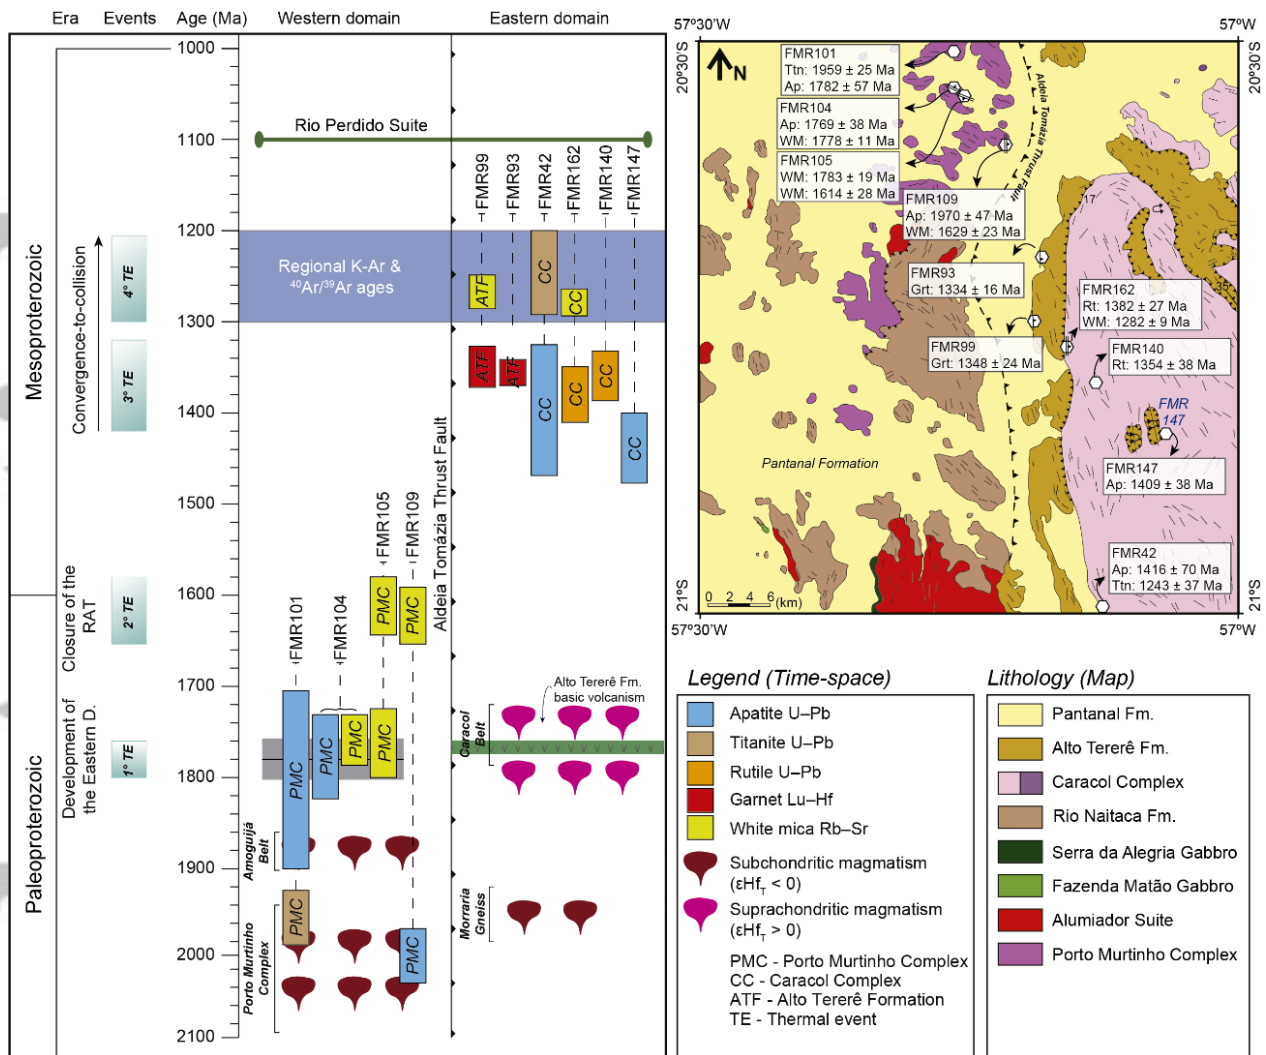 Era
Events
Age (Ma)
Western domain
Eastern domain
Mesoproterozoic
Paleoproterozoic
Convergence-to-collision
Closure of the
RAT
Development of
the Eastern D.
4° TE
3° TE
2° TE
1° TE
1000
1100
1200
1300
1400
1500
1600
1700
1800
1900
2000
2100
Rio Perdido Suite
FMR99
FMR93
FMR42
FMR162
FMR140
FMR147
Regional K-Ar &
⁴⁰Ar/³⁹Ar ages
ATF
CC
CC
ATF
ATF
CC
CC
CC
CC
Aldeia Tomázia Thrust Fault
FMR101
FMR104
FMR105
FMR109
PMC
PMC
PMC
PMC
PMC
PMC
PMC
PMC
Amoguijá
Belt
Porto Murtinho
Complex
Caracol
Belt
Morraria
Gneiss
Alto Tererê Fm.
basic volcanism
v v v v v v v v v v v
57°30'W
57°W
20°30'S
20°30'S
N
FMR101
Ttn: 1959 ± 25 Ma
Ap: 1782 ± 57 Ma
FMR104
Ap: 1769 ± 38 Ma
WM: 1778 ± 11 Ma
FMR105
WM: 1783 ± 19 Ma
WM: 1614 ± 28 Ma
FMR109
Ap: 1970 ± 47 Ma
WM: 1629 ± 23 Ma
Aldeia Tomázia Thrust Fault
17
35
FMR93
Grt: 1334 ± 16 Ma
FMR162
Rt: 1382 ± 27 Ma
WM: 1282 ± 9 Ma
FMR99
Grt: 1348 ± 24 Ma
FMR140
Rt: 1354 ± 38 Ma
FMR
147
Pantanal Formation
FMR147
Ap: 1409 ± 38 Ma
FMR42
Ap: 1416 ± 70 Ma
Ttn: 1243 ± 37 Ma
0 2 4 6 (km)
21°S
21°S
57°30'W
57°W
Legend (Time-space)
Apatite U–Pb
Titanite U–Pb
Rutile U–Pb
Garnet Lu–Hf
White mica Rb–Sr
Subchondritic magmatism
(εHf_T < 0)
Suprachondritic magmatism
(εHf_T > 0)
PMC - Porto Murtinho Complex
CC - Caracol Complex
ATF - Alto Tererê Formation
TE - Thermal event
Lithology (Map)
Pantanal Fm.
Alto Tererê Fm.
Caracol Complex
Rio Naitaca Fm.
Serra da Alegria Gabbro
Fazenda Matão Gabbro
Alumiador Suite
Porto Murtinho Complex